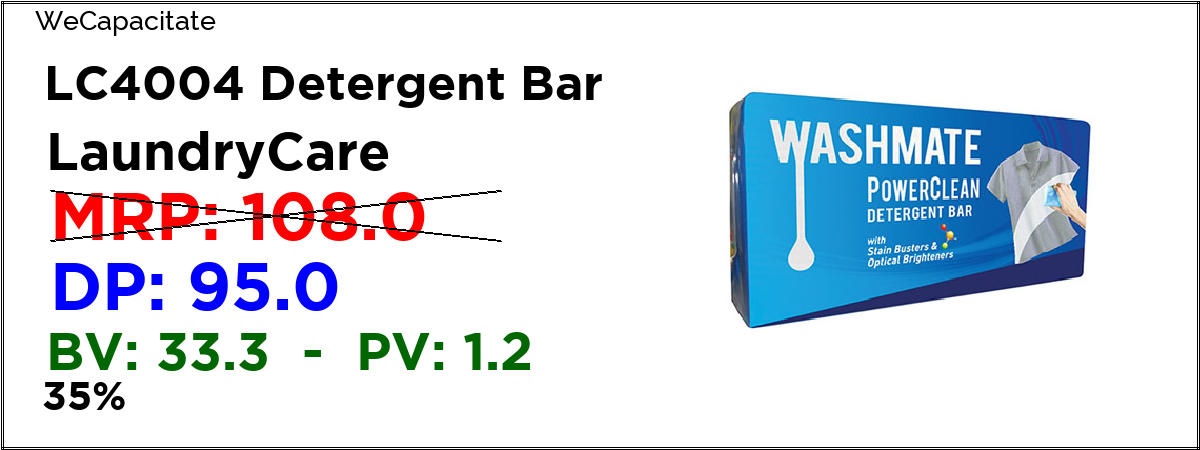 WeCapacitate
LC4004 Detergent Bar
LaundryCare
MRP: 108.0
DP: 95.0
BV: 33.3 - PV: 1.2
35%
WASHMATE
POWERCLEAN
DETERGENT BAR
with
Stain Busters &
Optical Brighteners